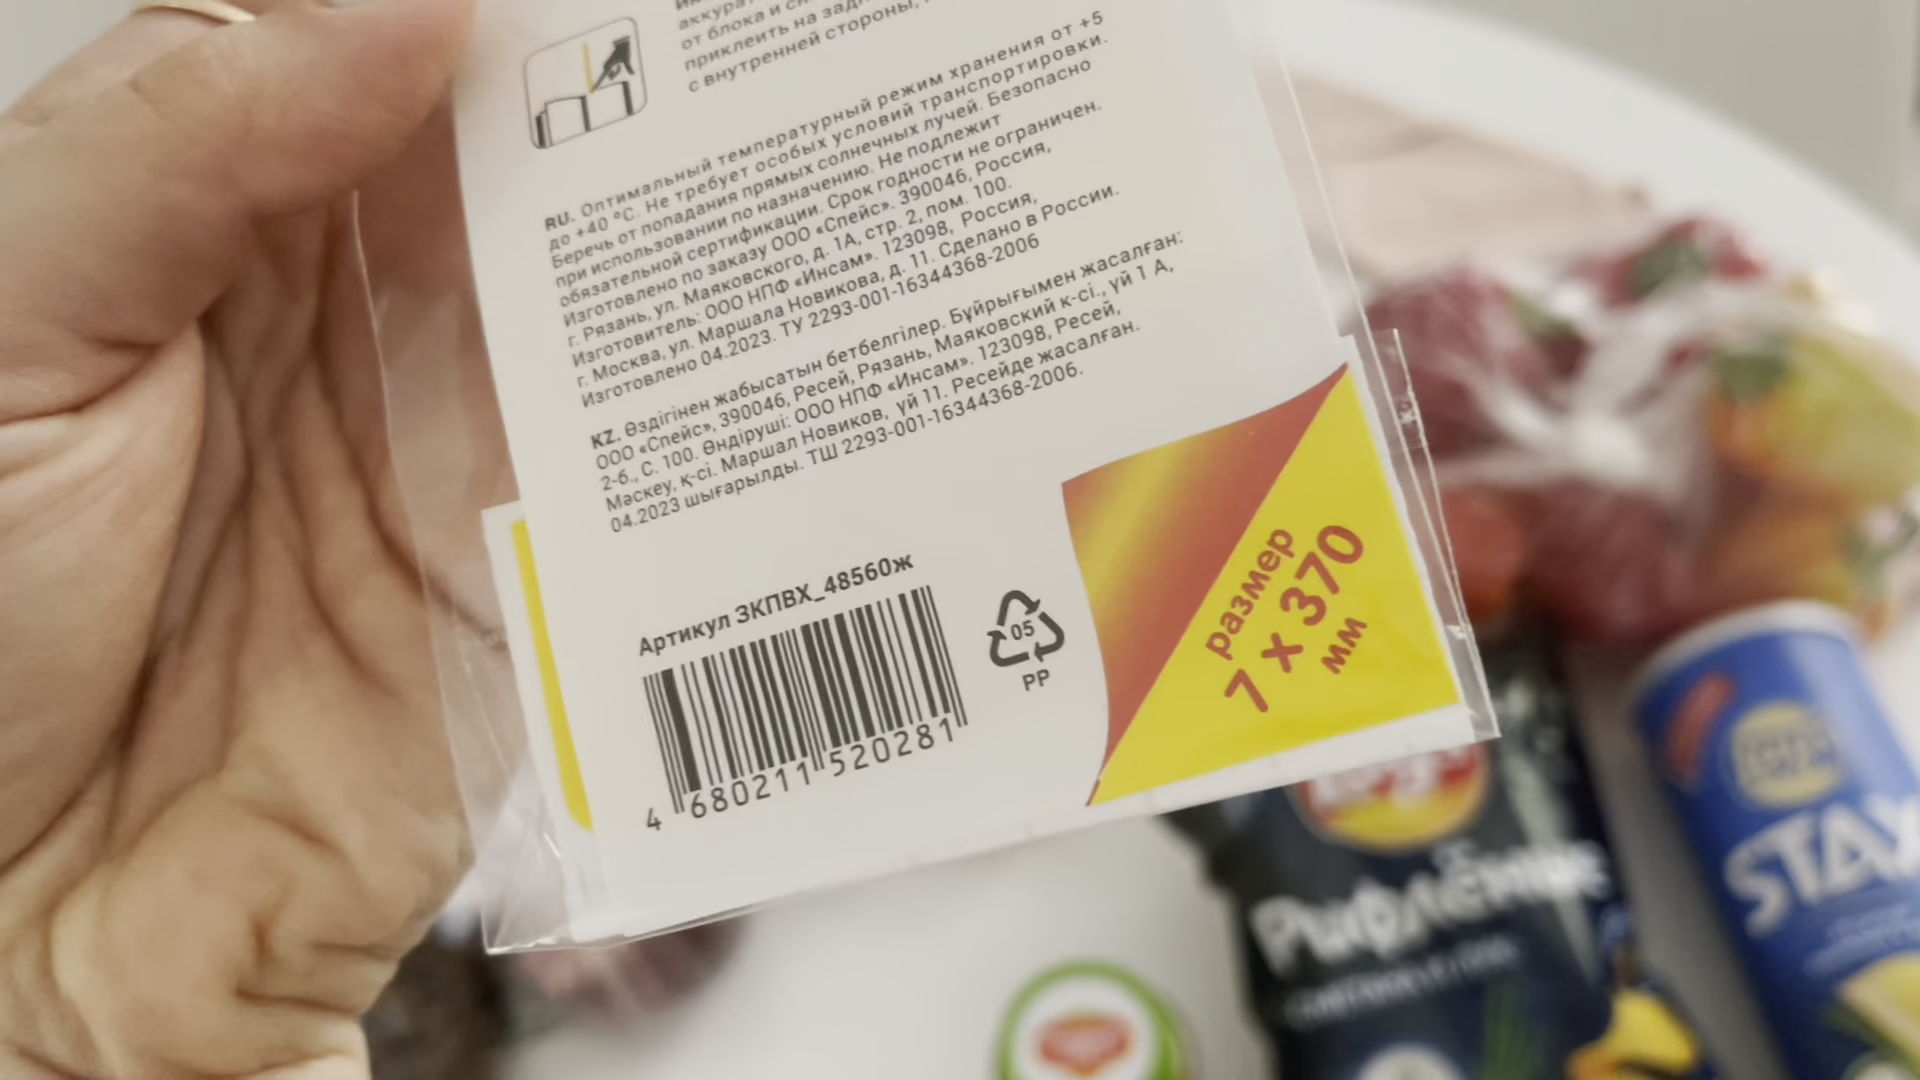 от блока и
приклеить на
с внутренней стороны,
RU. Оптимальный температурный режим хранения от +5
до +40 °С. Не требует особых условий транспортировки.
Беречь от попадания прямых солнечных лучей. Безопасно
при использовании по назначению. Не подлежит
обязательной сертификации. Срок годности не ограничен.
Изготовлено по заказу ООО «Спейс». 390046, Россия,
г. Рязань, ул. Маяковского, д. 1А, стр. 2, пом. 100.
Изготовитель: ООО НПФ «Инсам». 123098, Россия,
г. Москва, ул. Маршала Новикова, д. 11. Сделано в России.
Изготовлено 04.2023. ТУ 2293-001-16344368-2006
KZ. Өздігінен жабысатын бетбелгілер. Бұйрығымен жасалған:
ООО «Спейс», 390046, Ресей, Рязань, Маяковский к-сі., үй 1 А,
2-б., С. 100. Өндіруші: ООО НПФ «Инсам». 123098, Ресей,
Мәскеу, қ-сі. Маршал Новиков, үй 11. Ресейде жасалған.
04.2023 шығарылды. ТШ 2293-001-16344368-2006.
Артикул ЗКПВХ_48560ж
4 680211 520281
05
PP
размер
7 х 370
мм
Рифлёные
STAX